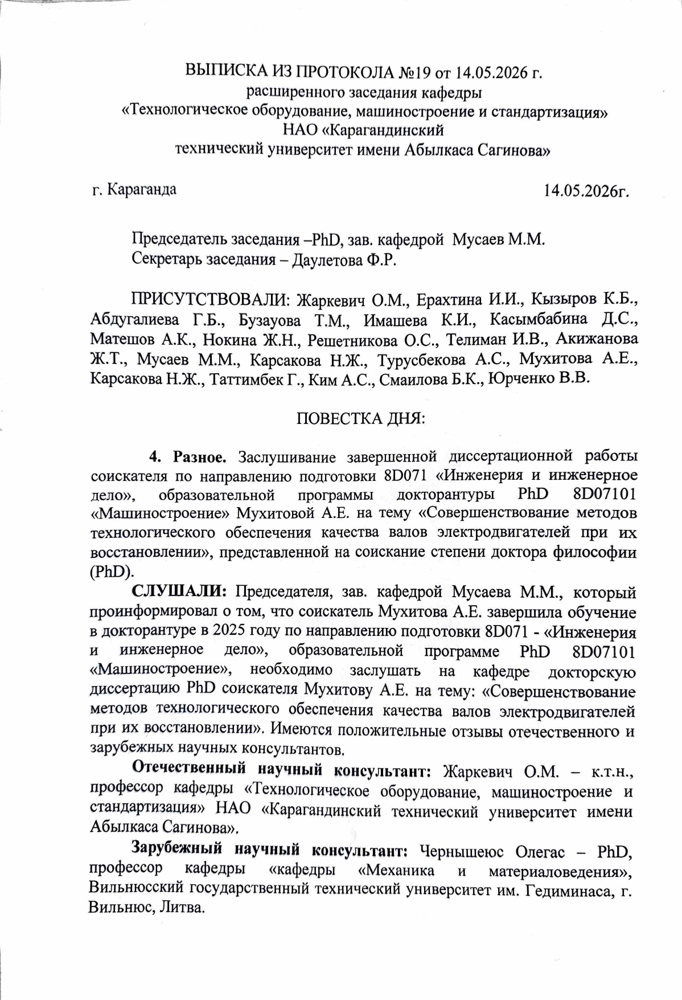 ВЫПИСКА ИЗ ПРОТОКОЛА №19 от 14.05.2026 г.
расширенного заседания кафедры
«Технологическое оборудование, машиностроение и стандартизация»
НАО «Карагандинский
технический университет имени Абылкаса Сагинова»
г. Караганда 14.05.2026г.
Председатель заседания –PhD, зав. кафедрой Мусаев М.М.
Секретарь заседания – Даулетова Ф.Р.
ПРИСУТСТВОВАЛИ: Жаркевич О.М., Ерахтина И.И., Кызыров К.Б.,
Абдугалиева Г.Б., Бузауова Т.М., Имашева К.И., Касымбабина Д.С.,
Матешов А.К., Нокина Ж.Н., Решетникова О.С., Телиман И.В., Акижанова
Ж.Т., Мусаев М.М., Карсакова Н.Ж., Турусбекова А.С., Мухитова А.Е.,
Карсакова Н.Ж., Таттимбек Г., Ким А.С., Смаилова Б.К., Юрченко В.В.
ПОВЕСТКА ДНЯ:
4. Разное. Заслушивание завершенной диссертационной работы
соискателя по направлению подготовки 8D071 «Инженерия и инженерное
дело», образовательной программы докторантуры PhD 8D07101
«Машиностроение» Мухитовой А.Е. на тему «Совершенствование методов
технологического обеспечения качества валов электродвигателей при их
восстановлении», представленной на соискание степени доктора философии
(PhD).
СЛУШАЛИ: Председателя, зав. кафедрой Мусаева М.М., который
проинформировал о том, что соискатель Мухитова А.Е. завершила обучение
в докторантуре в 2025 году по направлению подготовки 8D071 - «Инженерия
и инженерное дело», образовательной программе PhD 8D07101
«Машиностроение», необходимо заслушать на кафедре докторскую
диссертацию PhD соискателя Мухитову А.Е. на тему: «Совершенствование
методов технологического обеспечения качества валов электродвигателей
при их восстановлении». Имеются положительные отзывы отечественного и
зарубежных научных консультантов.
Отечественный научный консультант: Жаркевич О.М. – к.т.н.,
профессор кафедры «Технологическое оборудование, машиностроение и
стандартизация» НАО «Карагандинский технический университет имени
Абылкаса Сагинова».
Зарубежный научный консультант: Чернышеюс Олегас – PhD,
профессор кафедры «кафедры «Механика и материаловедения»,
Вильнюсский государственный технический университет им. Гедиминаса, г.
Вильнюс, Литва.